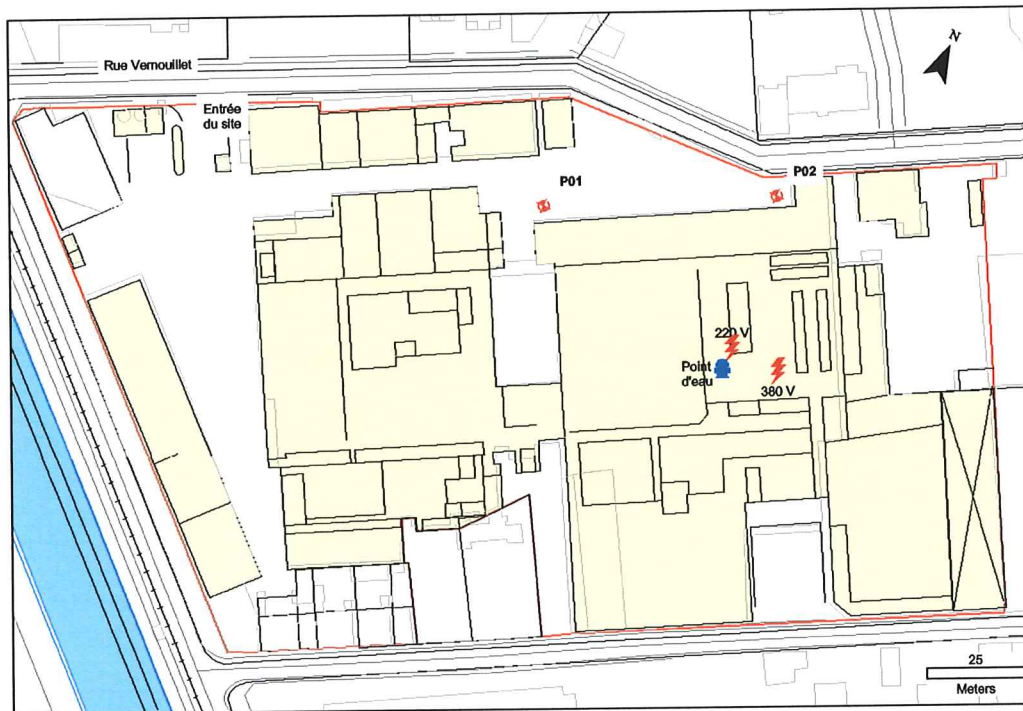 Rue Vernouillet
N
Entrée
du site
P01
P02
220 V
Point
d'eau
380 V
25
Meters